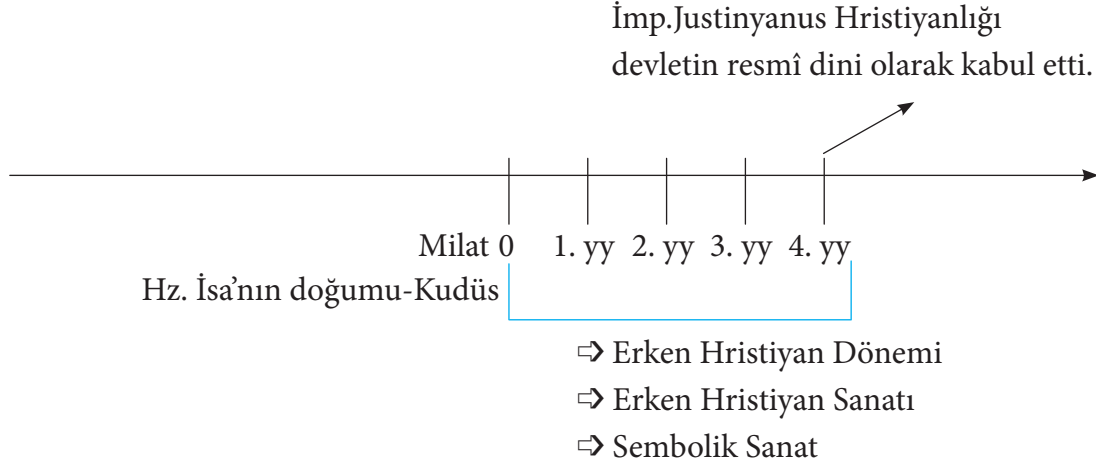 İmp.Justinyanus Hristiyanlığı
devletin resmî dini olarak kabul etti.
Milat 0 1. yy 2. yy 3. yy 4. yy
Hz. İsa'nın doğumu-Kudüs
➩ Erken Hristiyan Dönemi
➩ Erken Hristiyan Sanatı
➩ Sembolik Sanat